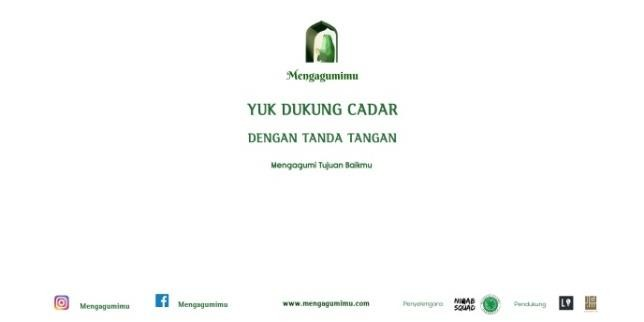 Mengagumimu
YUK DUKUNG CADAR
DENGAN TANDA TANGAN
Mengagumi Tujuan Baikmu
Mengagumimu
Mengagumimu
www.mengagumimu.com
Penyelenggara
NIQAB
SQUAD
Pendukung